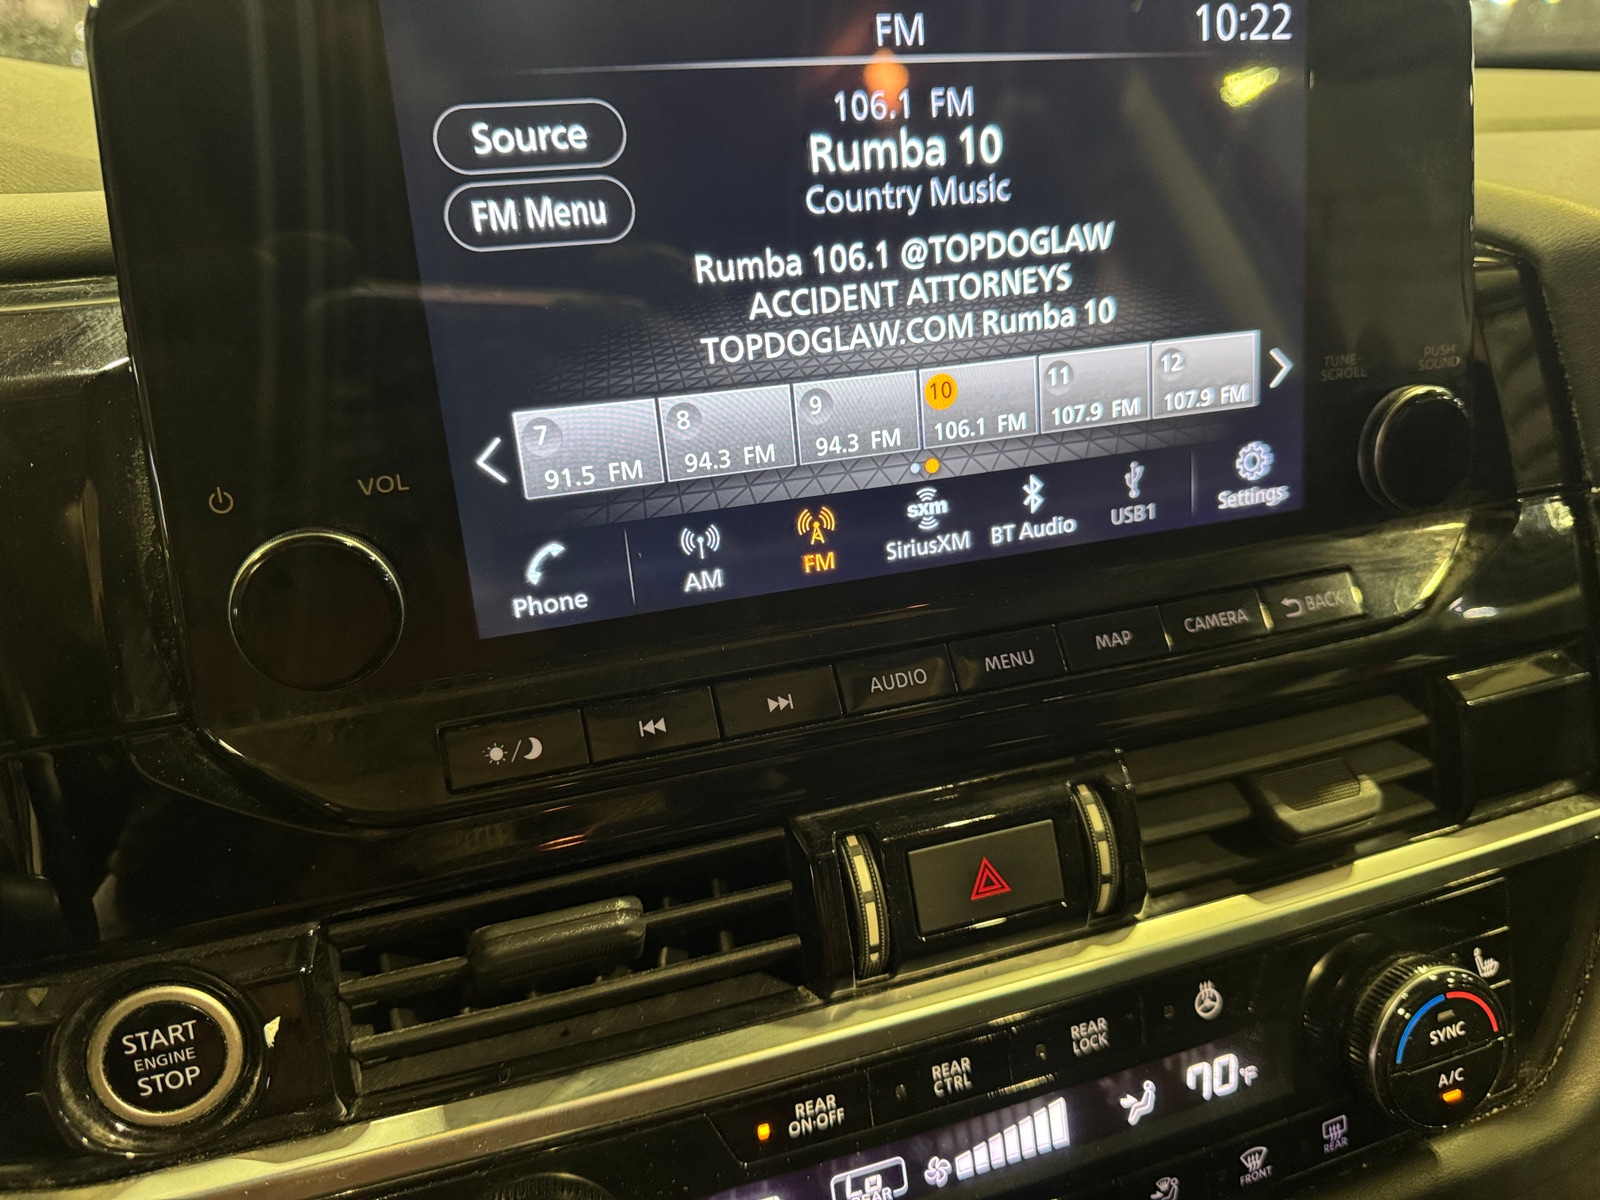 FM
10:22
106.1 FM
Source
Rumba 10
Country Music
FM Menu
Rumba 106.1 @TOPDOGLAW
ACCIDENT ATTORNEYS
TOPDOGLAW.COM Rumba 10
7
91.5 FM
8
94.3 FM
9
94.3 FM
10
106.1 FM
11
107.9 FM
12
107.9 FM
TUNE-
SCROLL
PUSH
SOUND
VOL
Phone
AM
FM
sxm
SiriusXM
BT Audio
USB1
Settings
AUDIO
MENU
MAP
CAMERA
BACK
START
ENGINE
STOP
REAR
ON·OFF
REAR
CTRL
REAR
LOCK
70°F
SYNC
A/C
REAR
FRONT
REAR